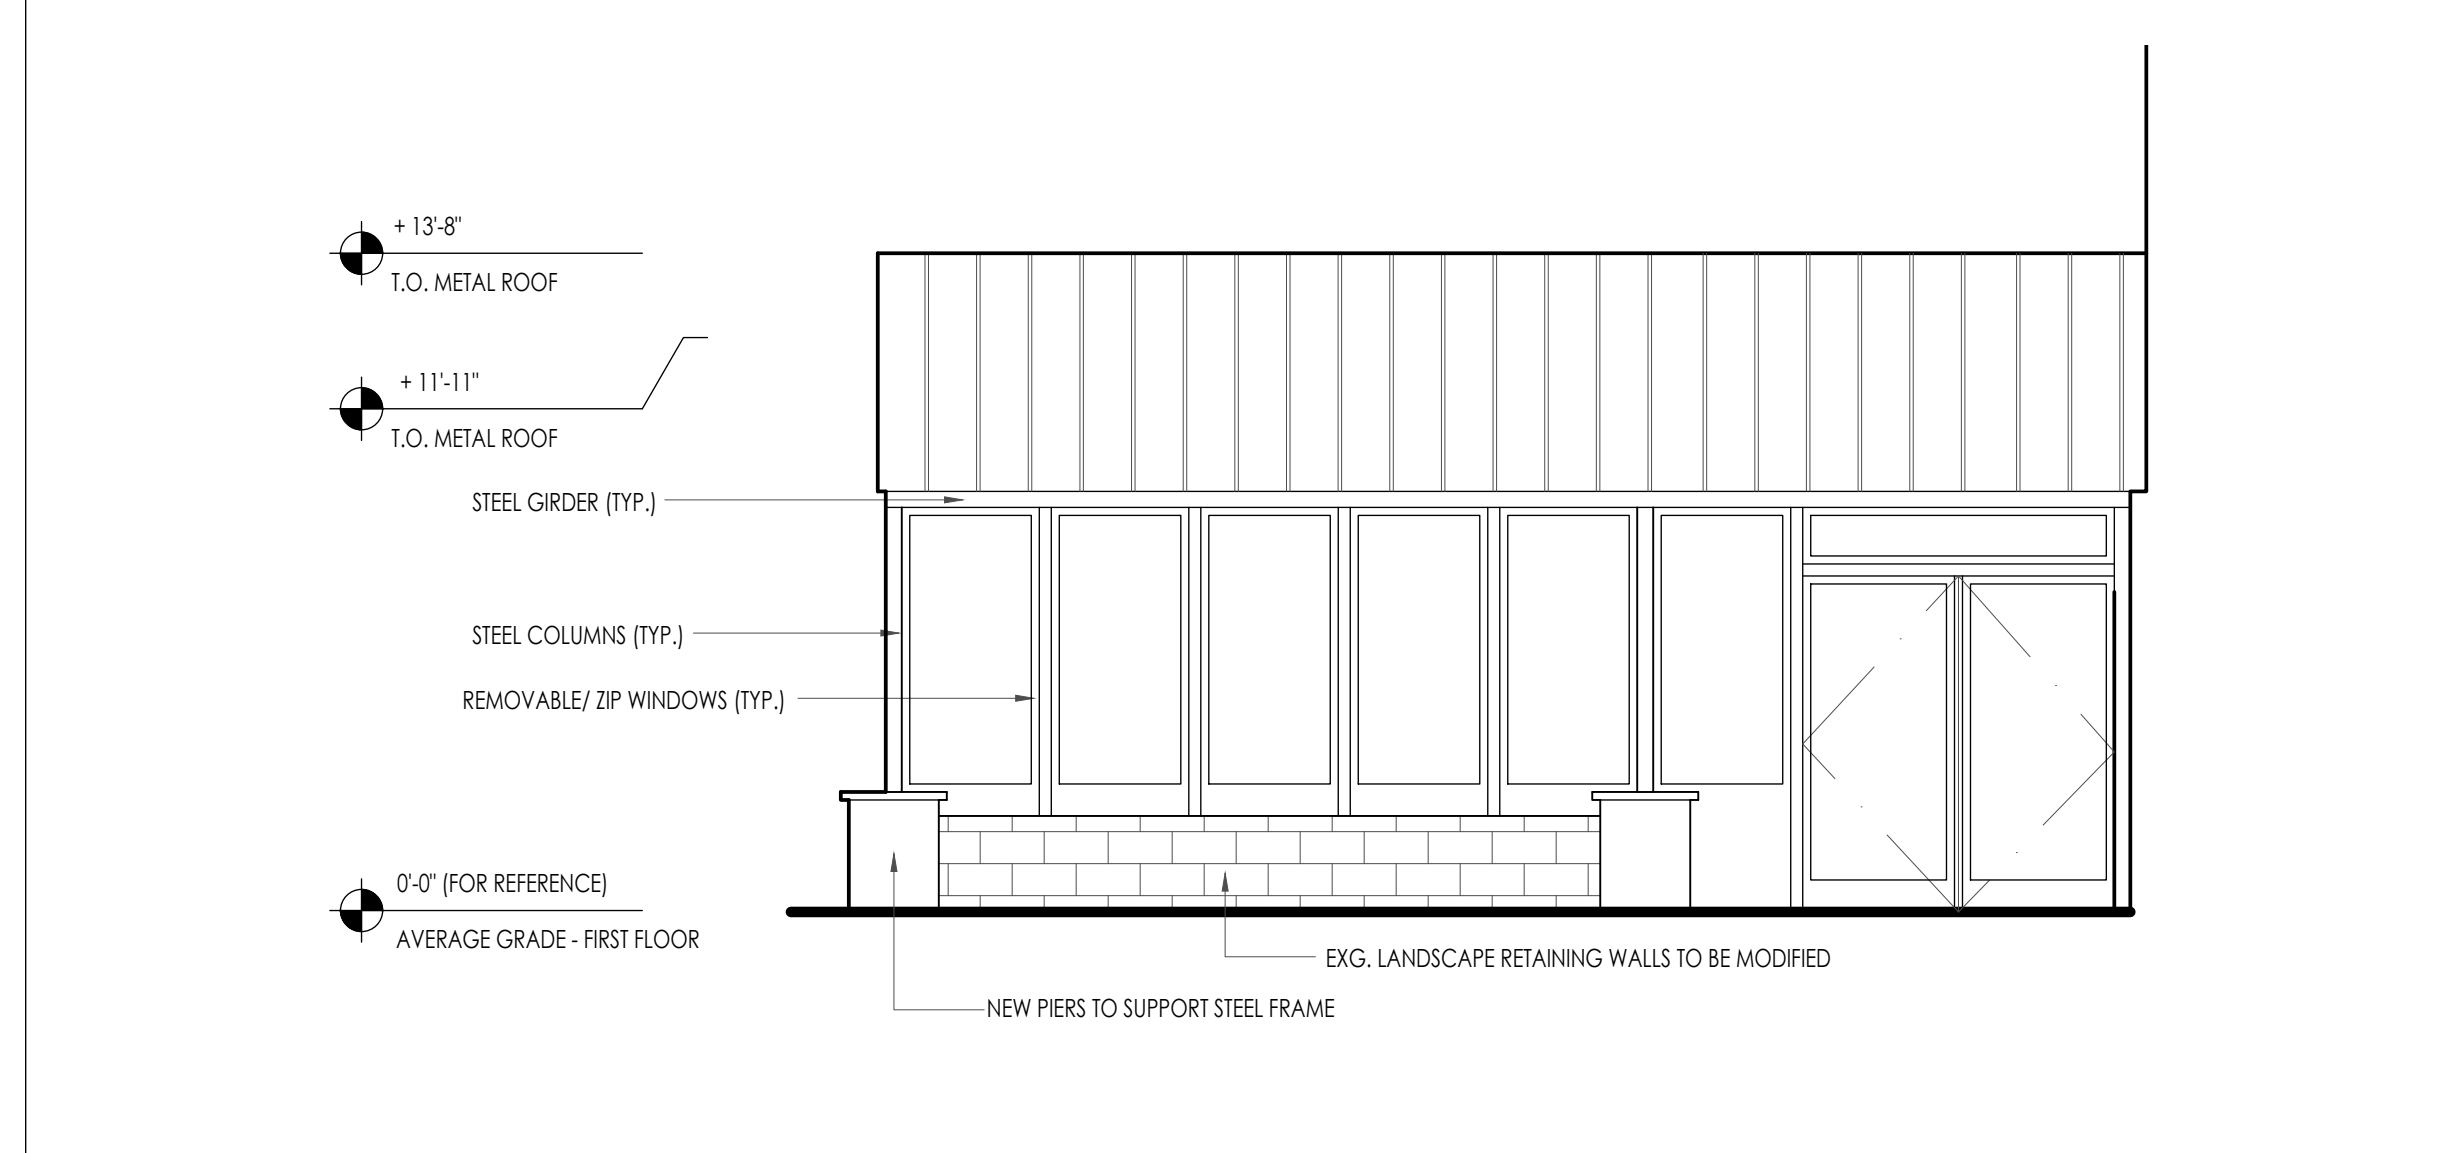 + 13'-8"
T.O. METAL ROOF
+ 11'-11"
T.O. METAL ROOF
STEEL GIRDER (TYP.)
STEEL COLUMNS (TYP.)
REMOVABLE/ ZIP WINDOWS (TYP.)
0'-0" (FOR REFERENCE)
AVERAGE GRADE - FIRST FLOOR
EXG. LANDSCAPE RETAINING WALLS TO BE MODIFIED
NEW PIERS TO SUPPORT STEEL FRAME